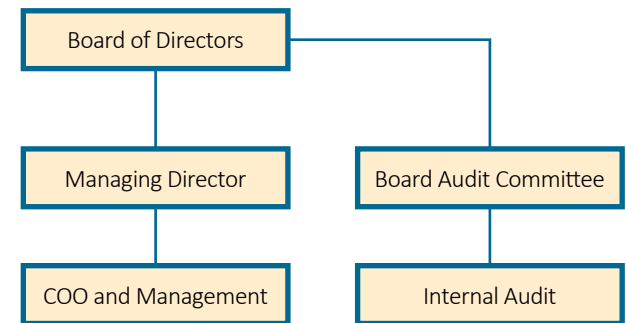 Board of Directors
Managing Director
Board Audit Committee
COO and Management
Internal Audit